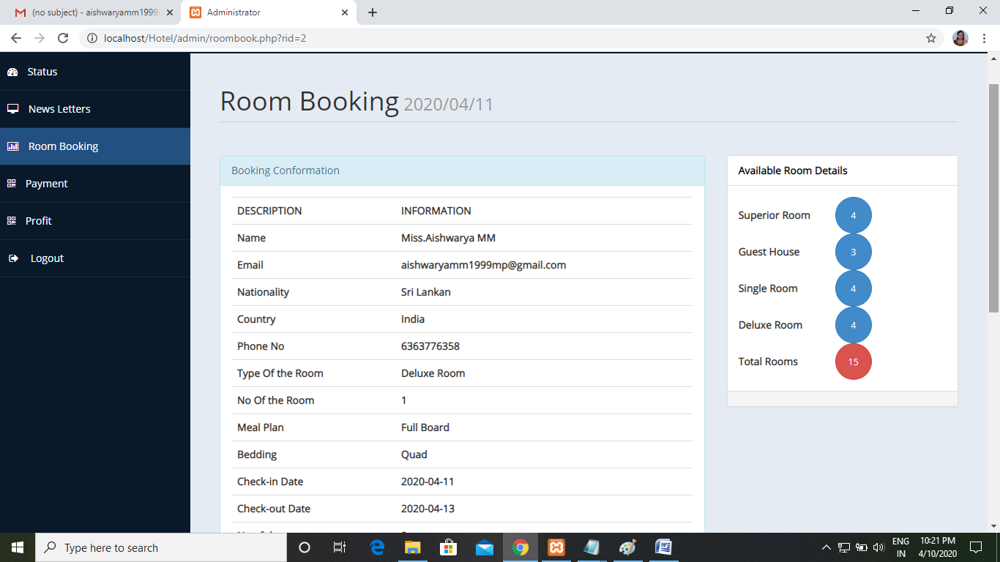 (no subject) - aishwaryamm1999
Administrator
localhost/Hotel/admin/roombook.php?rid=2
Status
News Letters
Room Booking
Payment
Profit
Logout
Room Booking 2020/04/11
Booking Conformation
DESCRIPTION INFORMATION
Name Miss.Aishwarya MM
Email aishwaryamm1999mp@gmail.com
Nationality Sri Lankan
Country India
Phone No 6363776358
Type Of the Room Deluxe Room
No Of the Room 1
Meal Plan Full Board
Bedding Quad
Check-in Date 2020-04-11
Check-out Date 2020-04-13
Available Room Details
Superior Room 4
Guest House 3
Single Room 4
Deluxe Room 4
Total Rooms 15
Type here to search
ENG
IN
10:21 PM
4/10/2020